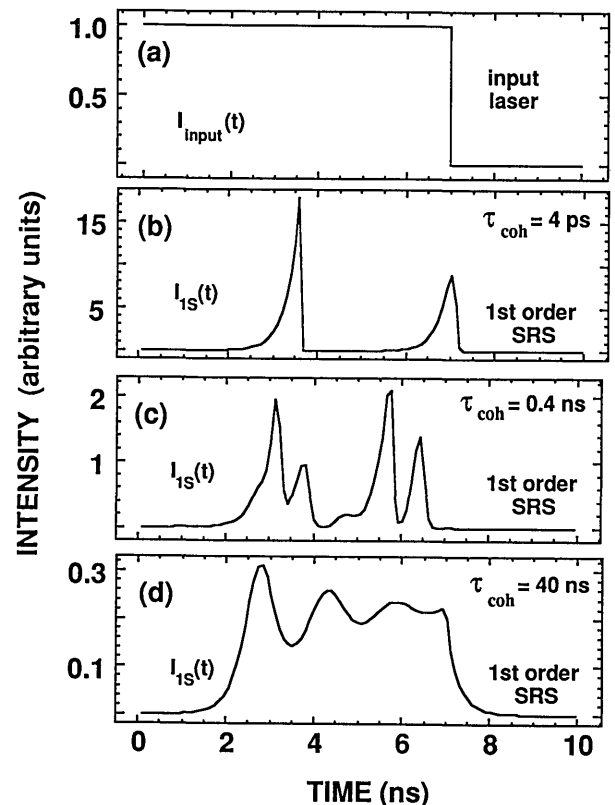 INTENSITY (arbitrary units)
1.0
0.5
(a)
I_input(t)
input
laser
15
5
(b)
τ_coh = 4 ps
I_1S(t)
1st order
SRS
2
1
(c)
τ_coh = 0.4 ns
I_1S(t)
1st order
SRS
0.3
0.1
(d)
τ_coh = 40 ns
I_1S(t)
1st order
SRS
0 2 4 6 8 10
TIME (ns)